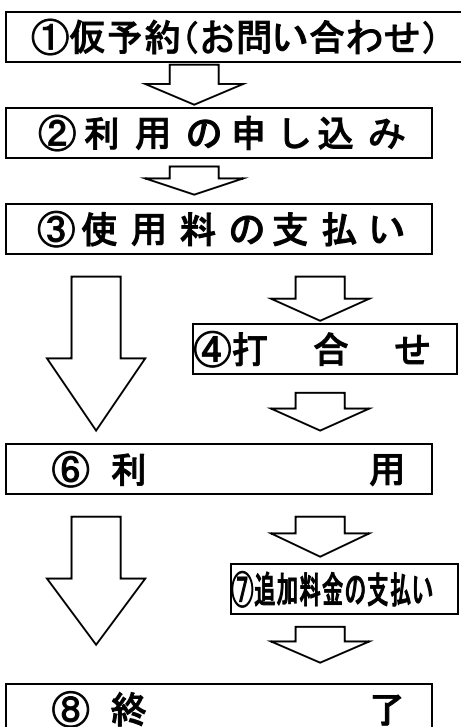 ①仮予約(お問い合わせ)
②利用の申し込み
③使用料の支払い
④打合せ
⑥利用
⑦追加料金の支払い
⑧終了